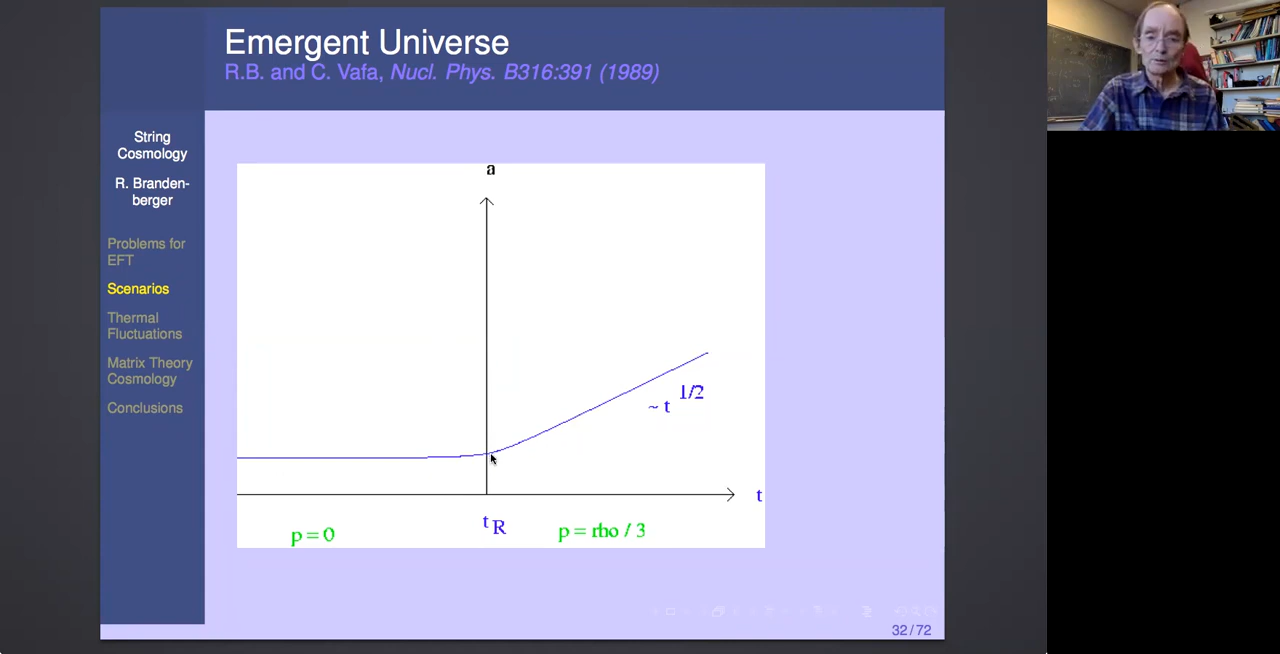 Emergent Universe
R.B. and C. Vafa, Nucl. Phys. B316:391 (1989)
String
Cosmology
R. Branden-
berger
Problems for
EFT
Scenarios
Thermal
Fluctuations
Matrix Theory
Cosmology
Conclusions
a
~ t 1/2
t
t R
p = 0
p = rho / 3
32 / 72